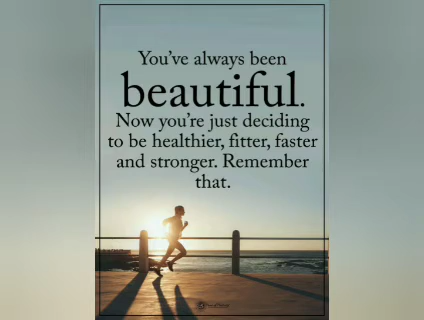 You've always been
beautiful.
Now you're just deciding
to be healthier, fitter, faster
and stronger. Remember
that.